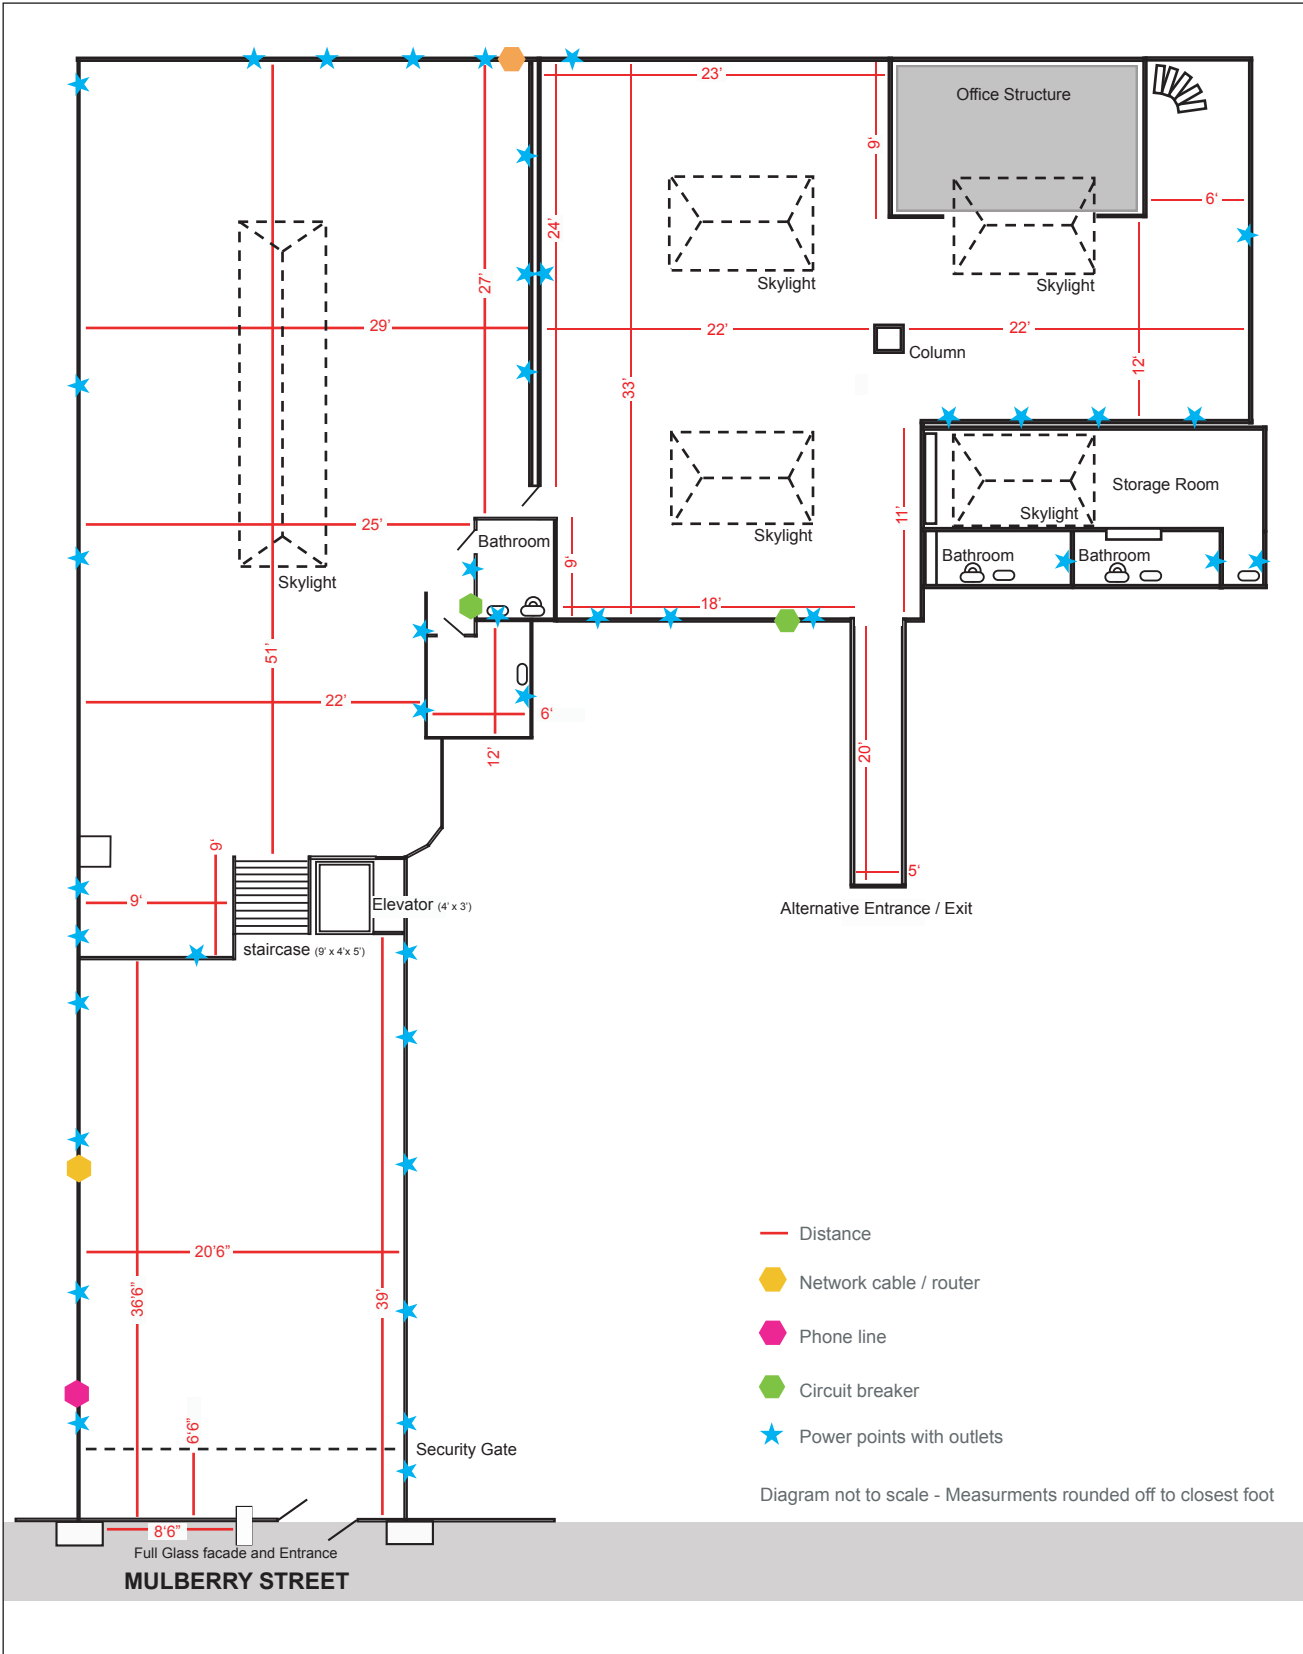 23'
Office Structure
9'
6'
24'
27'
Skylight
Skylight
29'
22'
22'
Column
33'
12'
25'
Bathroom
11'
Storage Room
Skylight
Skylight
Bathroom
Bathroom
9'
Skylight
18'
51'
22'
6'
12'
20'
9'
5'
9'
Elevator (4' x 3')
Alternative Entrance / Exit
staircase (9' x 4'x 5')
Distance
20'6"
Network cable / router
36'6"
39'
Phone line
Circuit breaker
6'6"
Power points with outlets
Security Gate
Diagram not to scale - Measurments rounded off to closest foot
8'6"
Full Glass facade and Entrance
MULBERRY STREET